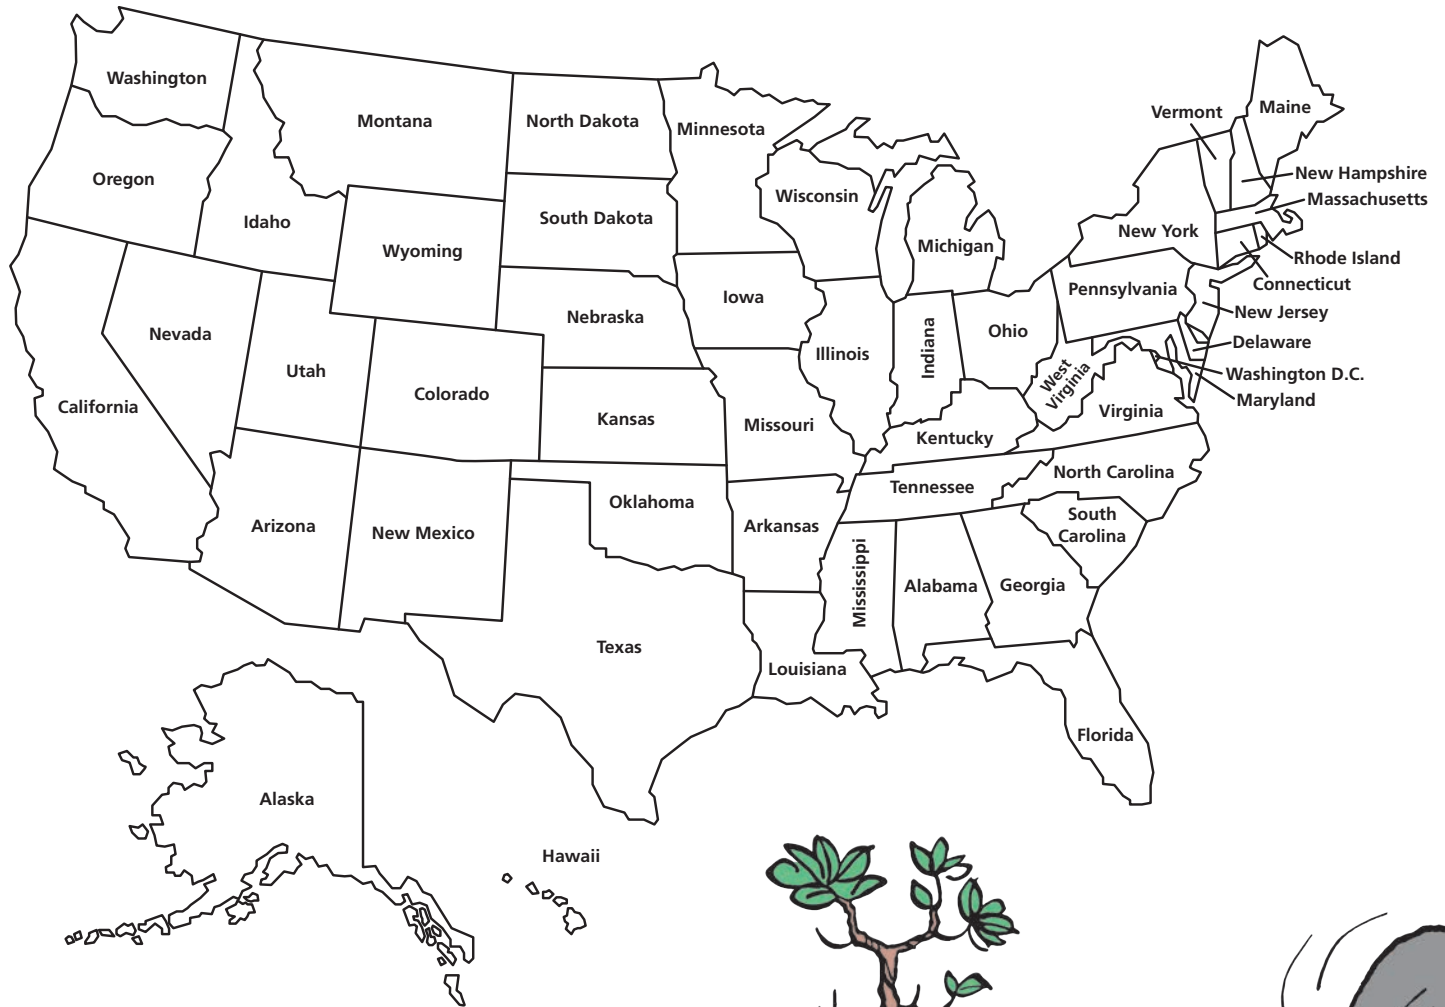 Washington
Montana
North Dakota
Minnesota
Vermont
Maine
Oregon
Idaho
Wyoming
South Dakota
Wisconsin
Michigan
New York
New Hampshire
Massachusetts
Rhode Island
Connecticut
New Jersey
Delaware
Washington D.C.
Maryland
Pennsylvania
Iowa
Nebraska
Nevada
Utah
Colorado
California
Kansas
Missouri
Illinois
Indiana
Ohio
West
Virginia
Virginia
Kentucky
North Carolina
Tennessee
South
Carolina
Oklahoma
Arkansas
Arizona
New Mexico
Mississippi
Alabama
Georgia
Texas
Louisiana
Florida
Alaska
Hawaii